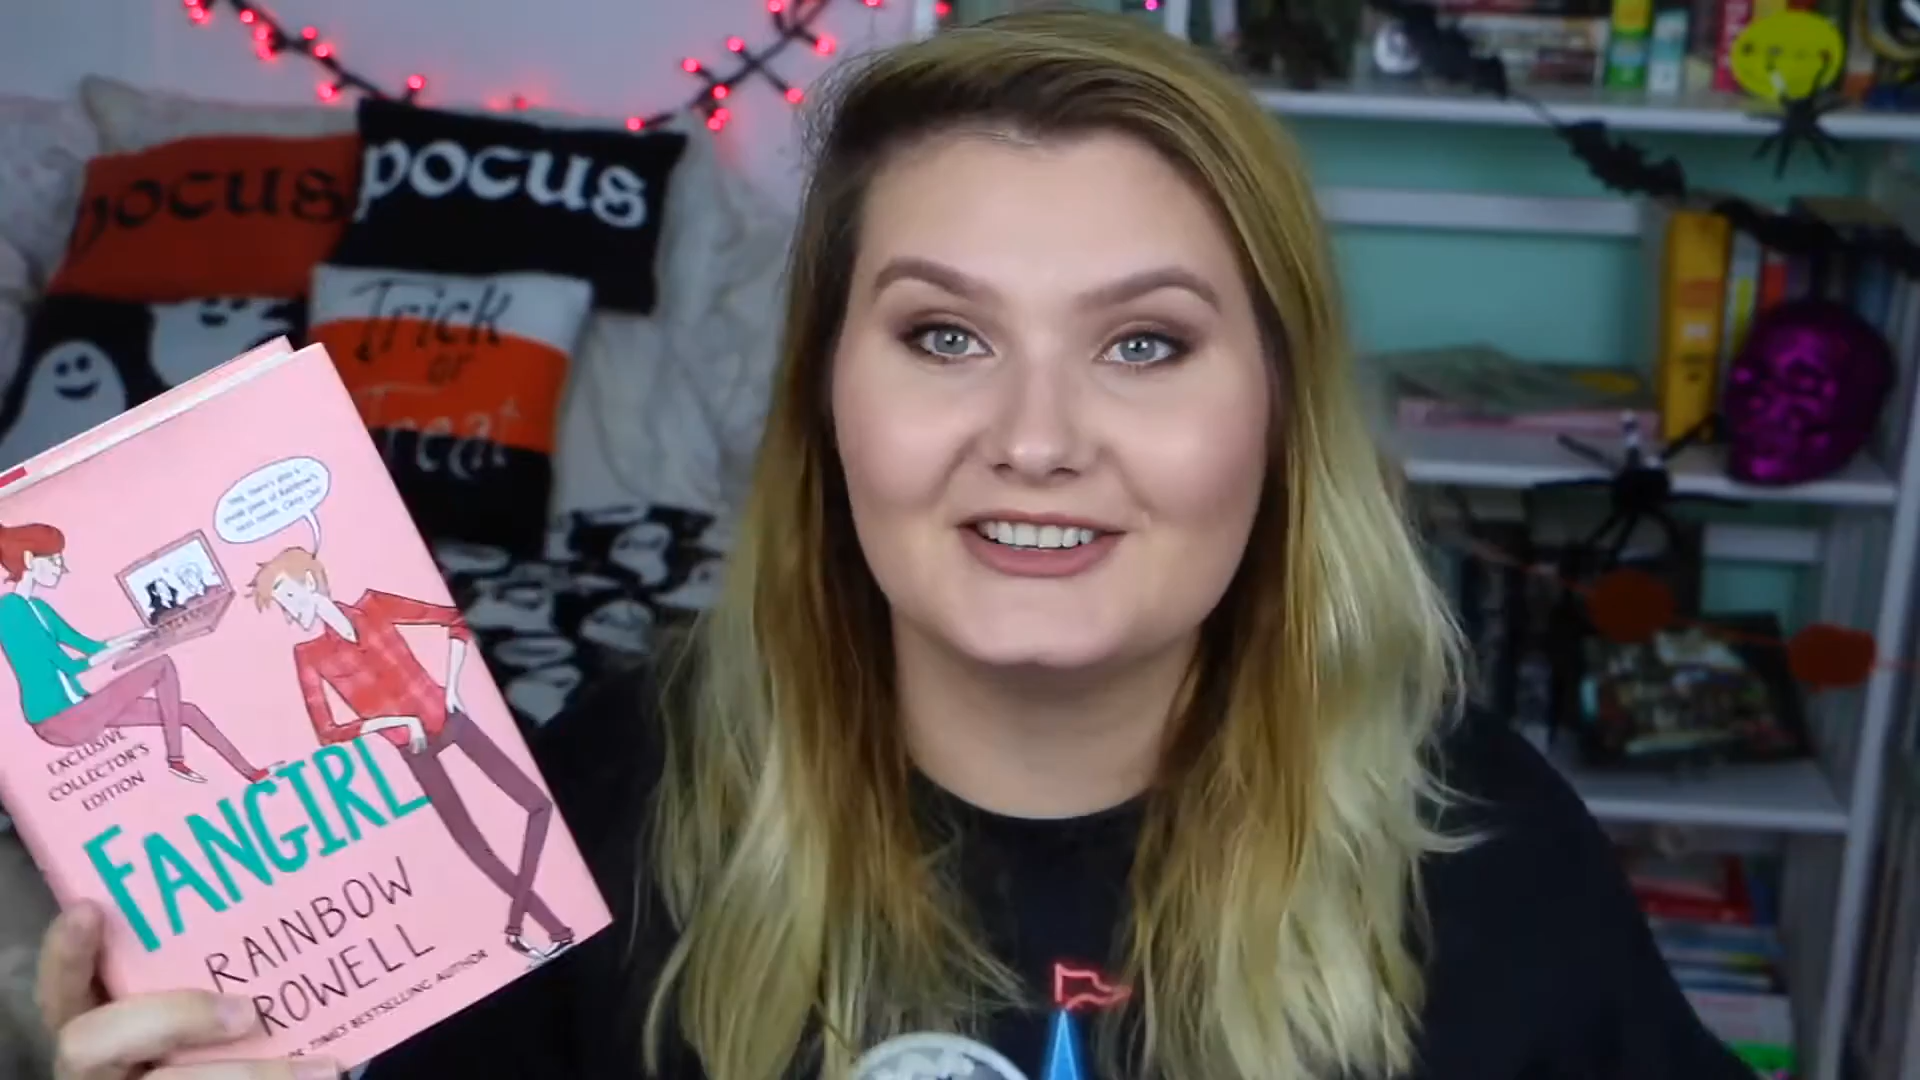 pocus
pocus
Trick
or
Treat
EXCLUSIVE
COLLECTOR'S
EDITION
FANGIRL
RAINBOW
ROWELL
TIMES BESTSELLING AUTHOR